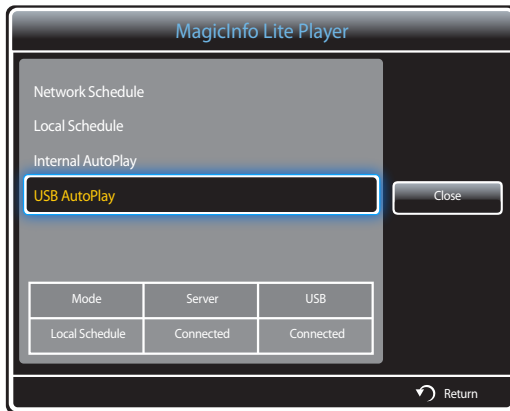 MagicInfo Lite Player
Network Schedule
Local Schedule
Internal AutoPlay
USB AutoPlay
Close
Mode Server USB
Local Schedule Connected Connected
Return